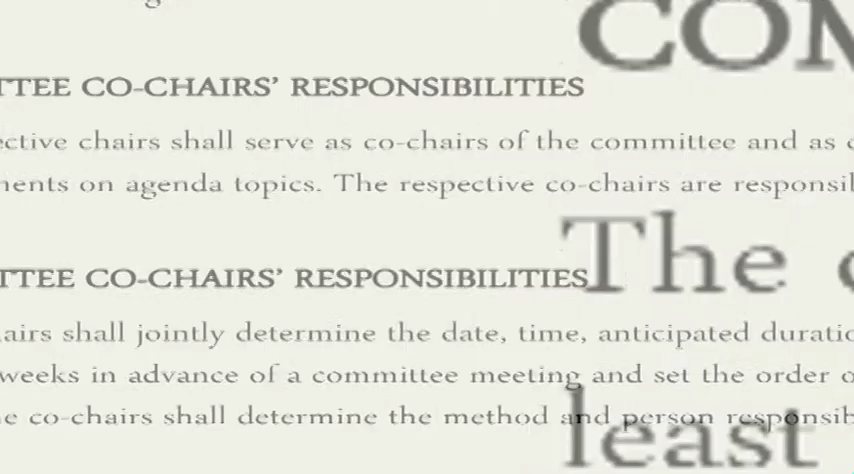 COM
TTEE CO-CHAIRS’ RESPONSIBILITIES
ective chairs shall serve as co-chairs of the committee and as
ments on agenda topics. The respective co-chairs are responsi
The
TTEE CO-CHAIRS’ RESPONSIBILITIES
airs shall jointly determine the date, time, anticipated duratio
weeks in advance of a committee meeting and set the order o
e co-chairs shall determine the method and person responsib
least